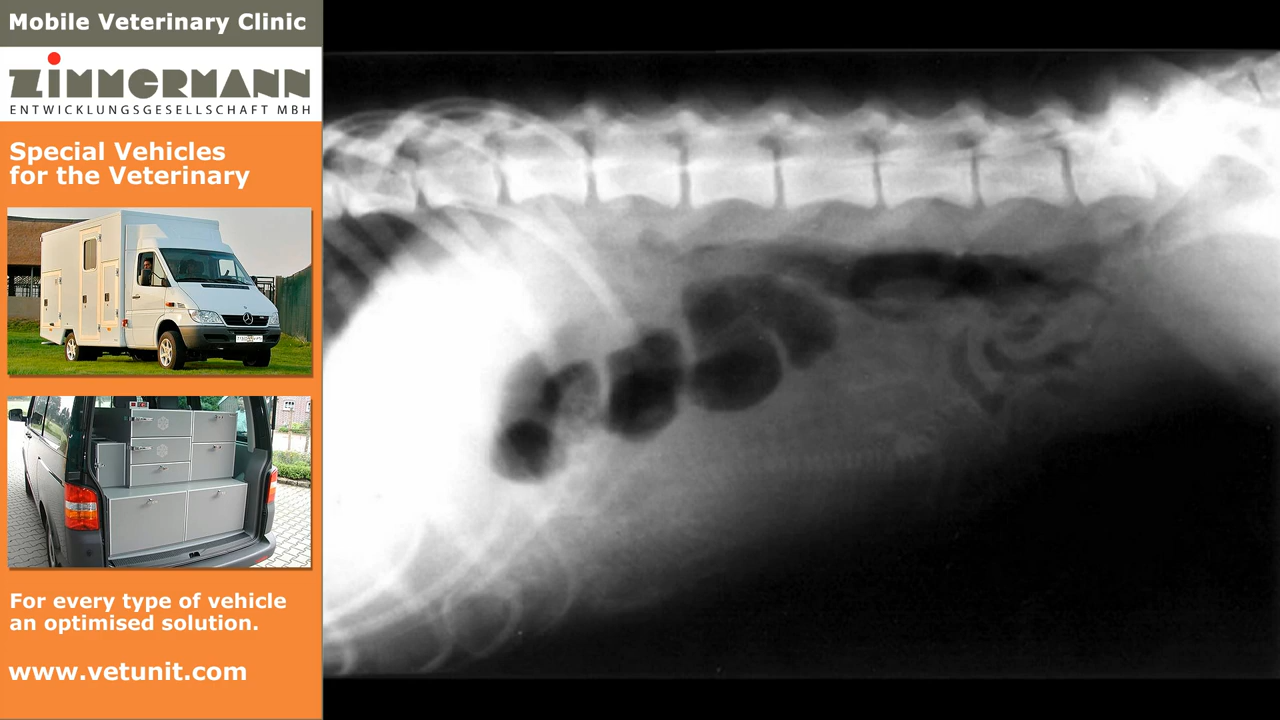 Mobile Veterinary Clinic
ZIMMERMANN
ENTWICKLUNGSGESELLSCHAFT MBH
Special Vehicles
for the Veterinary
For every type of vehicle
an optimised solution.
www.vetunit.com